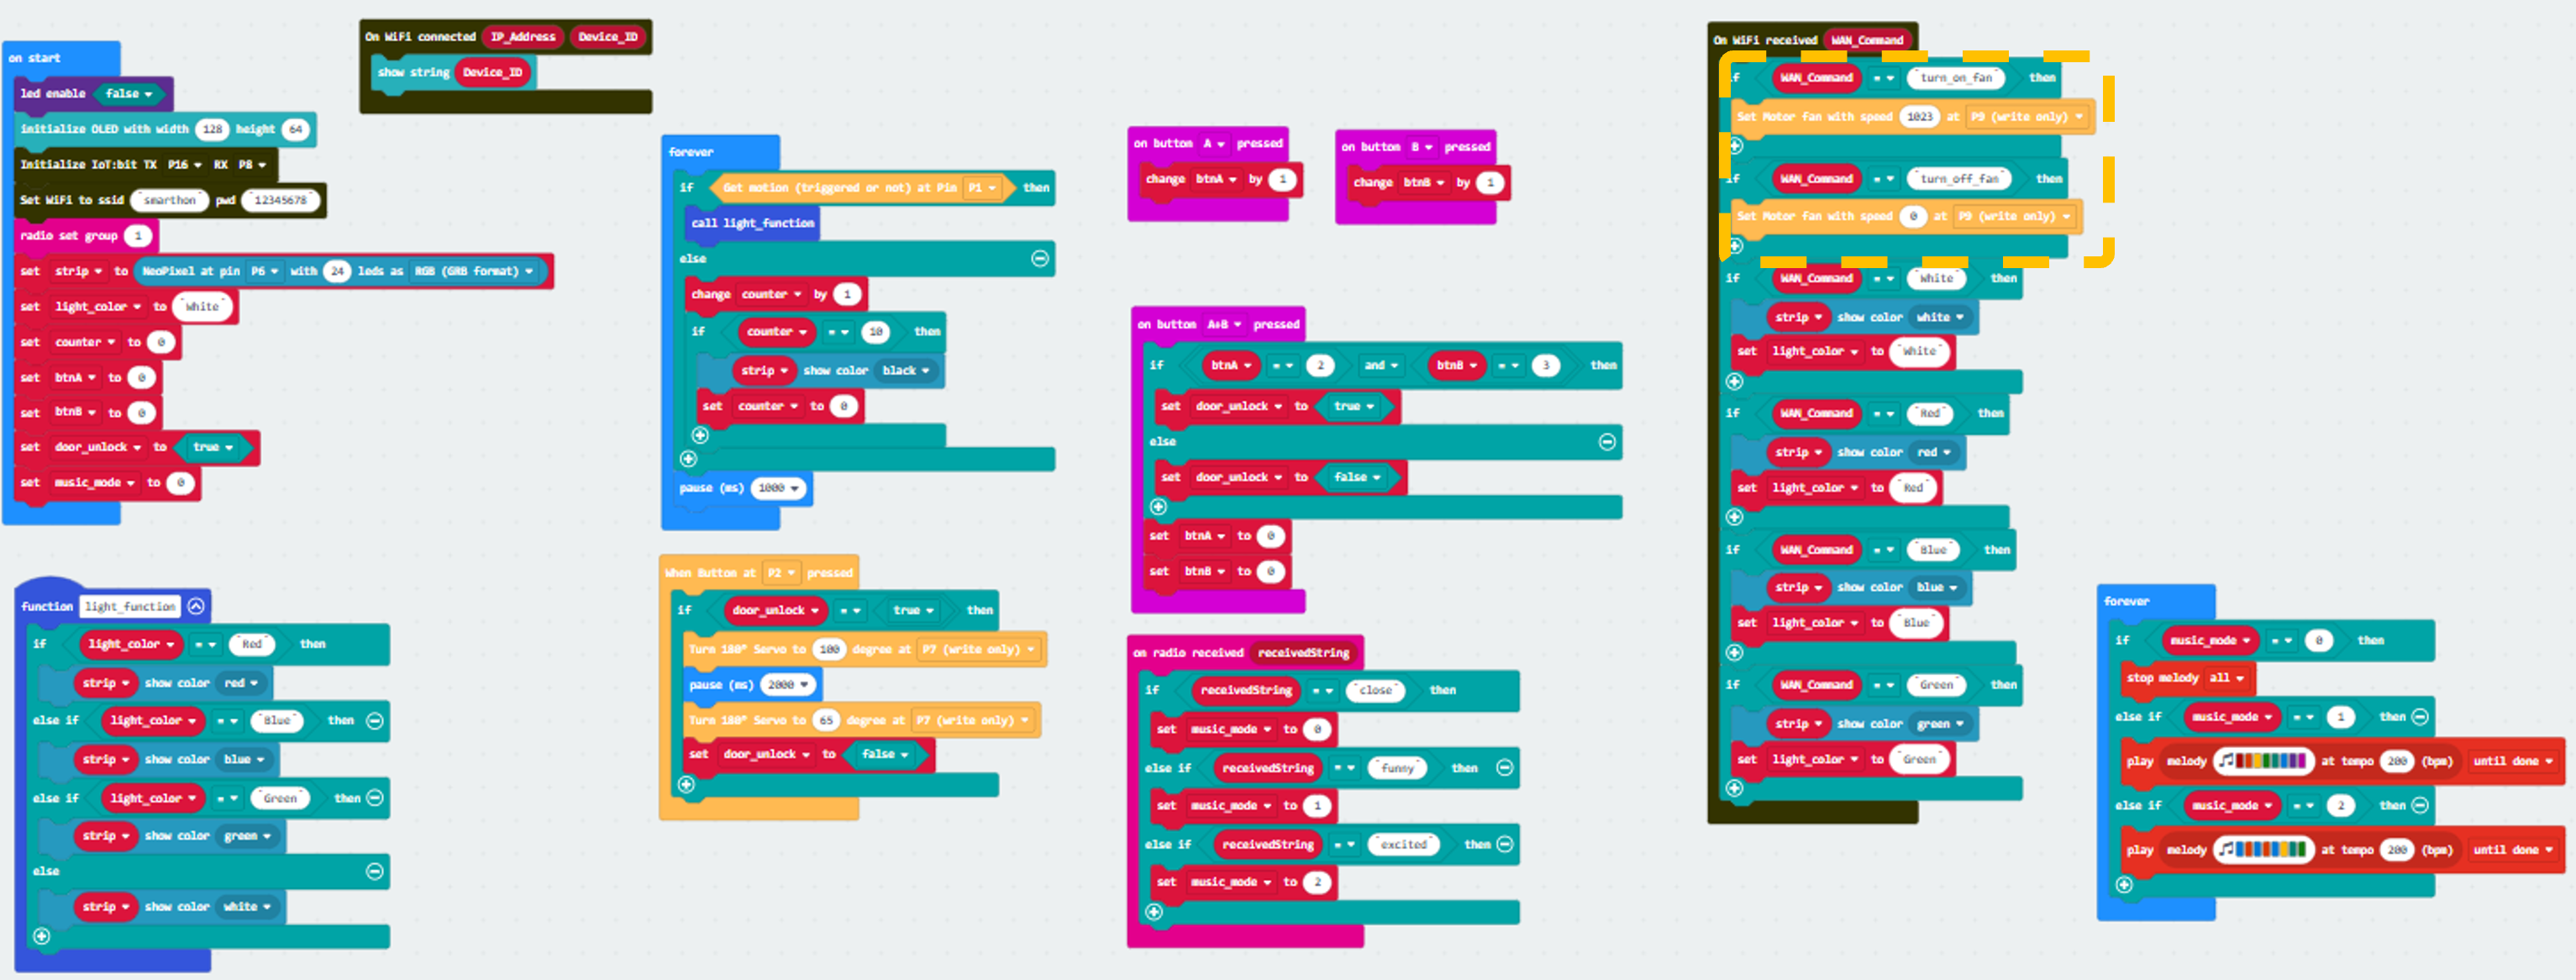 on start
led enable false
initialize OLED with width 128 height 64
Initialize IoT:bit TX P16 RX P8
Set WiFi to ssid "smarthon" pwd "12345678"
radio set group 1
set strip to NeoPixel at pin P6 with 24 leds as RGB (GRB format)
set light_color to "White"
set counter to 0
set btnA to 0
set btnB to 0
set door_unlock to true
set music_mode to 0
function light_function
if light_color = "Red" then
strip show color red
else if light_color = "Blue" then
strip show color blue
else if light_color = "Green" then
strip show color green
else
strip show color white
On WiFi connected IP_Address Device_ID
show string Device_ID
forever
if Get motion (triggered or not) at Pin P1 then
call light_function
else
change counter by 1
if counter = 10 then
strip show color black
set counter to 0
pause (ms) 1000
When Button at P2 pressed
if door_unlock = true then
Turn 180° Servo to 100 degree at P7 (write only)
pause (ms) 2000
Turn 180° Servo to 65 degree at P7 (write only)
set door_unlock to false
on button A pressed
change btnA by 1
on button B pressed
change btnB by 1
on button A+B pressed
if btnA = 2 and btnB = 3 then
set door_unlock to true
else
set door_unlock to false
set btnA to 0
set btnB to 0
on radio received receivedString
if receivedString = "close" then
set music_mode to 0
else if receivedString = "funny" then
set music_mode to 1
else if receivedString = "excited" then
set music_mode to 2
On WiFi received WAN_Command
if WAN_Command = "turn_on_fan" then
Set Motor fan with speed 1023 at P9 (write only)
if WAN_Command = "turn_off_fan" then
Set Motor fan with speed 0 at P9 (write only)
if WAN_Command = "White" then
strip show color white
set light_color to "White"
if WAN_Command = "Red" then
strip show color red
set light_color to "Red"
if WAN_Command = "Blue" then
strip show color blue
set light_color to "Blue"
if WAN_Command = "Green" then
strip show color green
set light_color to "Green"
forever
if music_mode = 0 then
stop melody all
else if music_mode = 1 then
play melody at tempo 200 (bpm) until done
else if music_mode = 2 then
play melody at tempo 200 (bpm) until done